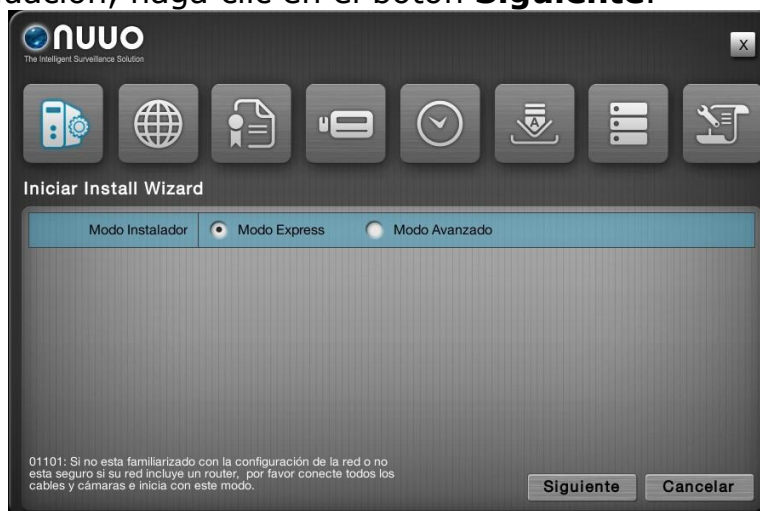 haga clic en el botón Siguiente.
nuuo
The Intelligent Surveillance Solution
X
A
Iniciar Install Wizard
Modo Instalador Modo Express Modo Avanzado
01101: Si no esta familiarizado con la configuración de la red o no
esta seguro si su red incluye un router, por favor conecte todos los
cables y cámaras e inicia con este modo.
Siguiente Cancelar